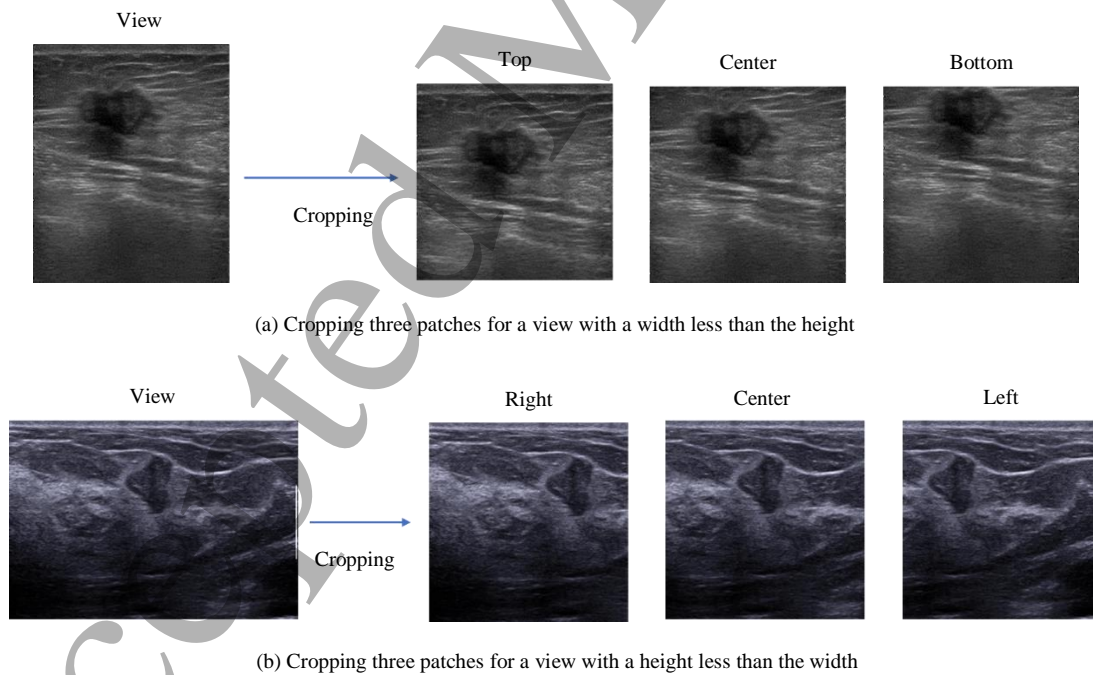 View
Top
Center
Bottom
Cropping
(a) Cropping three patches for a view with a width less than the height
View
Right
Center
Left
Cropping
(b) Cropping three patches for a view with a height less than the width